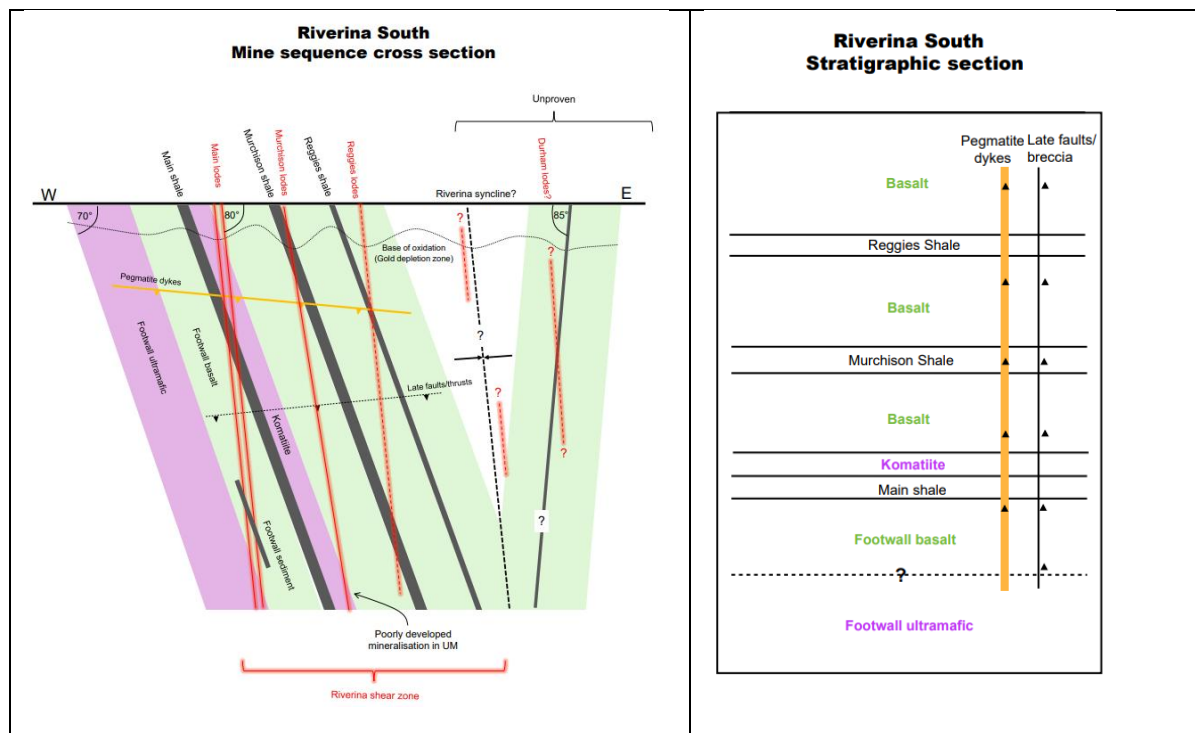 Riverina South
Mine sequence cross section
Unproven
Main shale
Main lodes
Murchison shale
Murchison lodes
Reggies shale
Reggies lodes
Durham lodes?
W
Riverina syncline?
E
70°
80°
85°
?
Base of oxidation
(Gold depletion zone)
?
?
Pegmatite dykes
?
Footwall ultramafic
Footwall basalt
Late faults/thrusts
?
Komatiite
?
Footwall sediment
?
Poorly developed
mineralisation in UM
Riverina shear zone
Riverina South
Stratigraphic section
Pegmatite
dykes
Late faults/
breccia
Basalt
Reggies Shale
Basalt
Murchison Shale
Basalt
Komatiite
Main shale
Footwall basalt
?
Footwall ultramafic